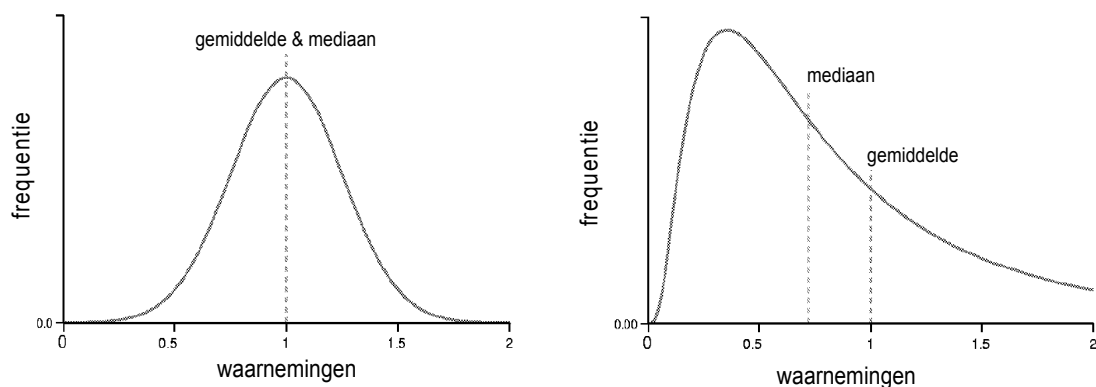 gemiddelde & mediaan
frequentie
0.0
0 0.5 1 1.5 2
waarnemingen
mediaan
gemiddelde
frequentie
0.00
0 0.5 1 1.5 2
waarnemingen